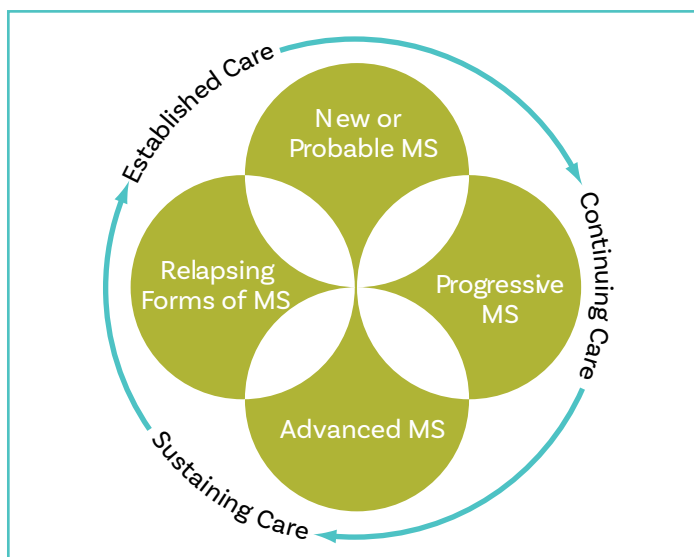 Established Care
New or
Probable MS
Continuing Care
Relapsing
Forms of MS
Progressive
MS
Advanced MS
Sustaining Care